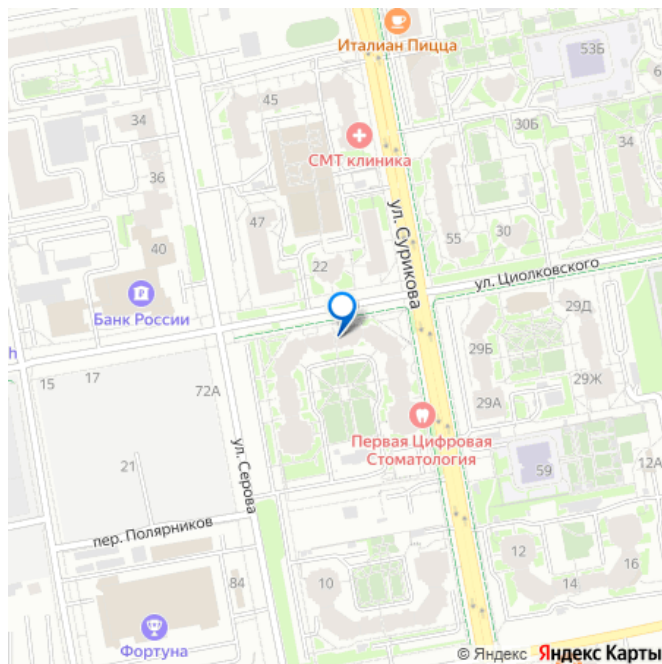 Италиан Пицца
53Б
45
34
30Б
34
6
СМТ клиника
36
ул. Сурикова
47
55
30
40
22
ул. Циолковского
Банк России
29Д
h
29Б
15
17
72А
29Ж
29А
Первая Цифровая
Стоматология
ул. Серова
21
59
12А
пер. Полярников
12
10
14
16
84
Фортуна
© Яндекс Яндекс Карты